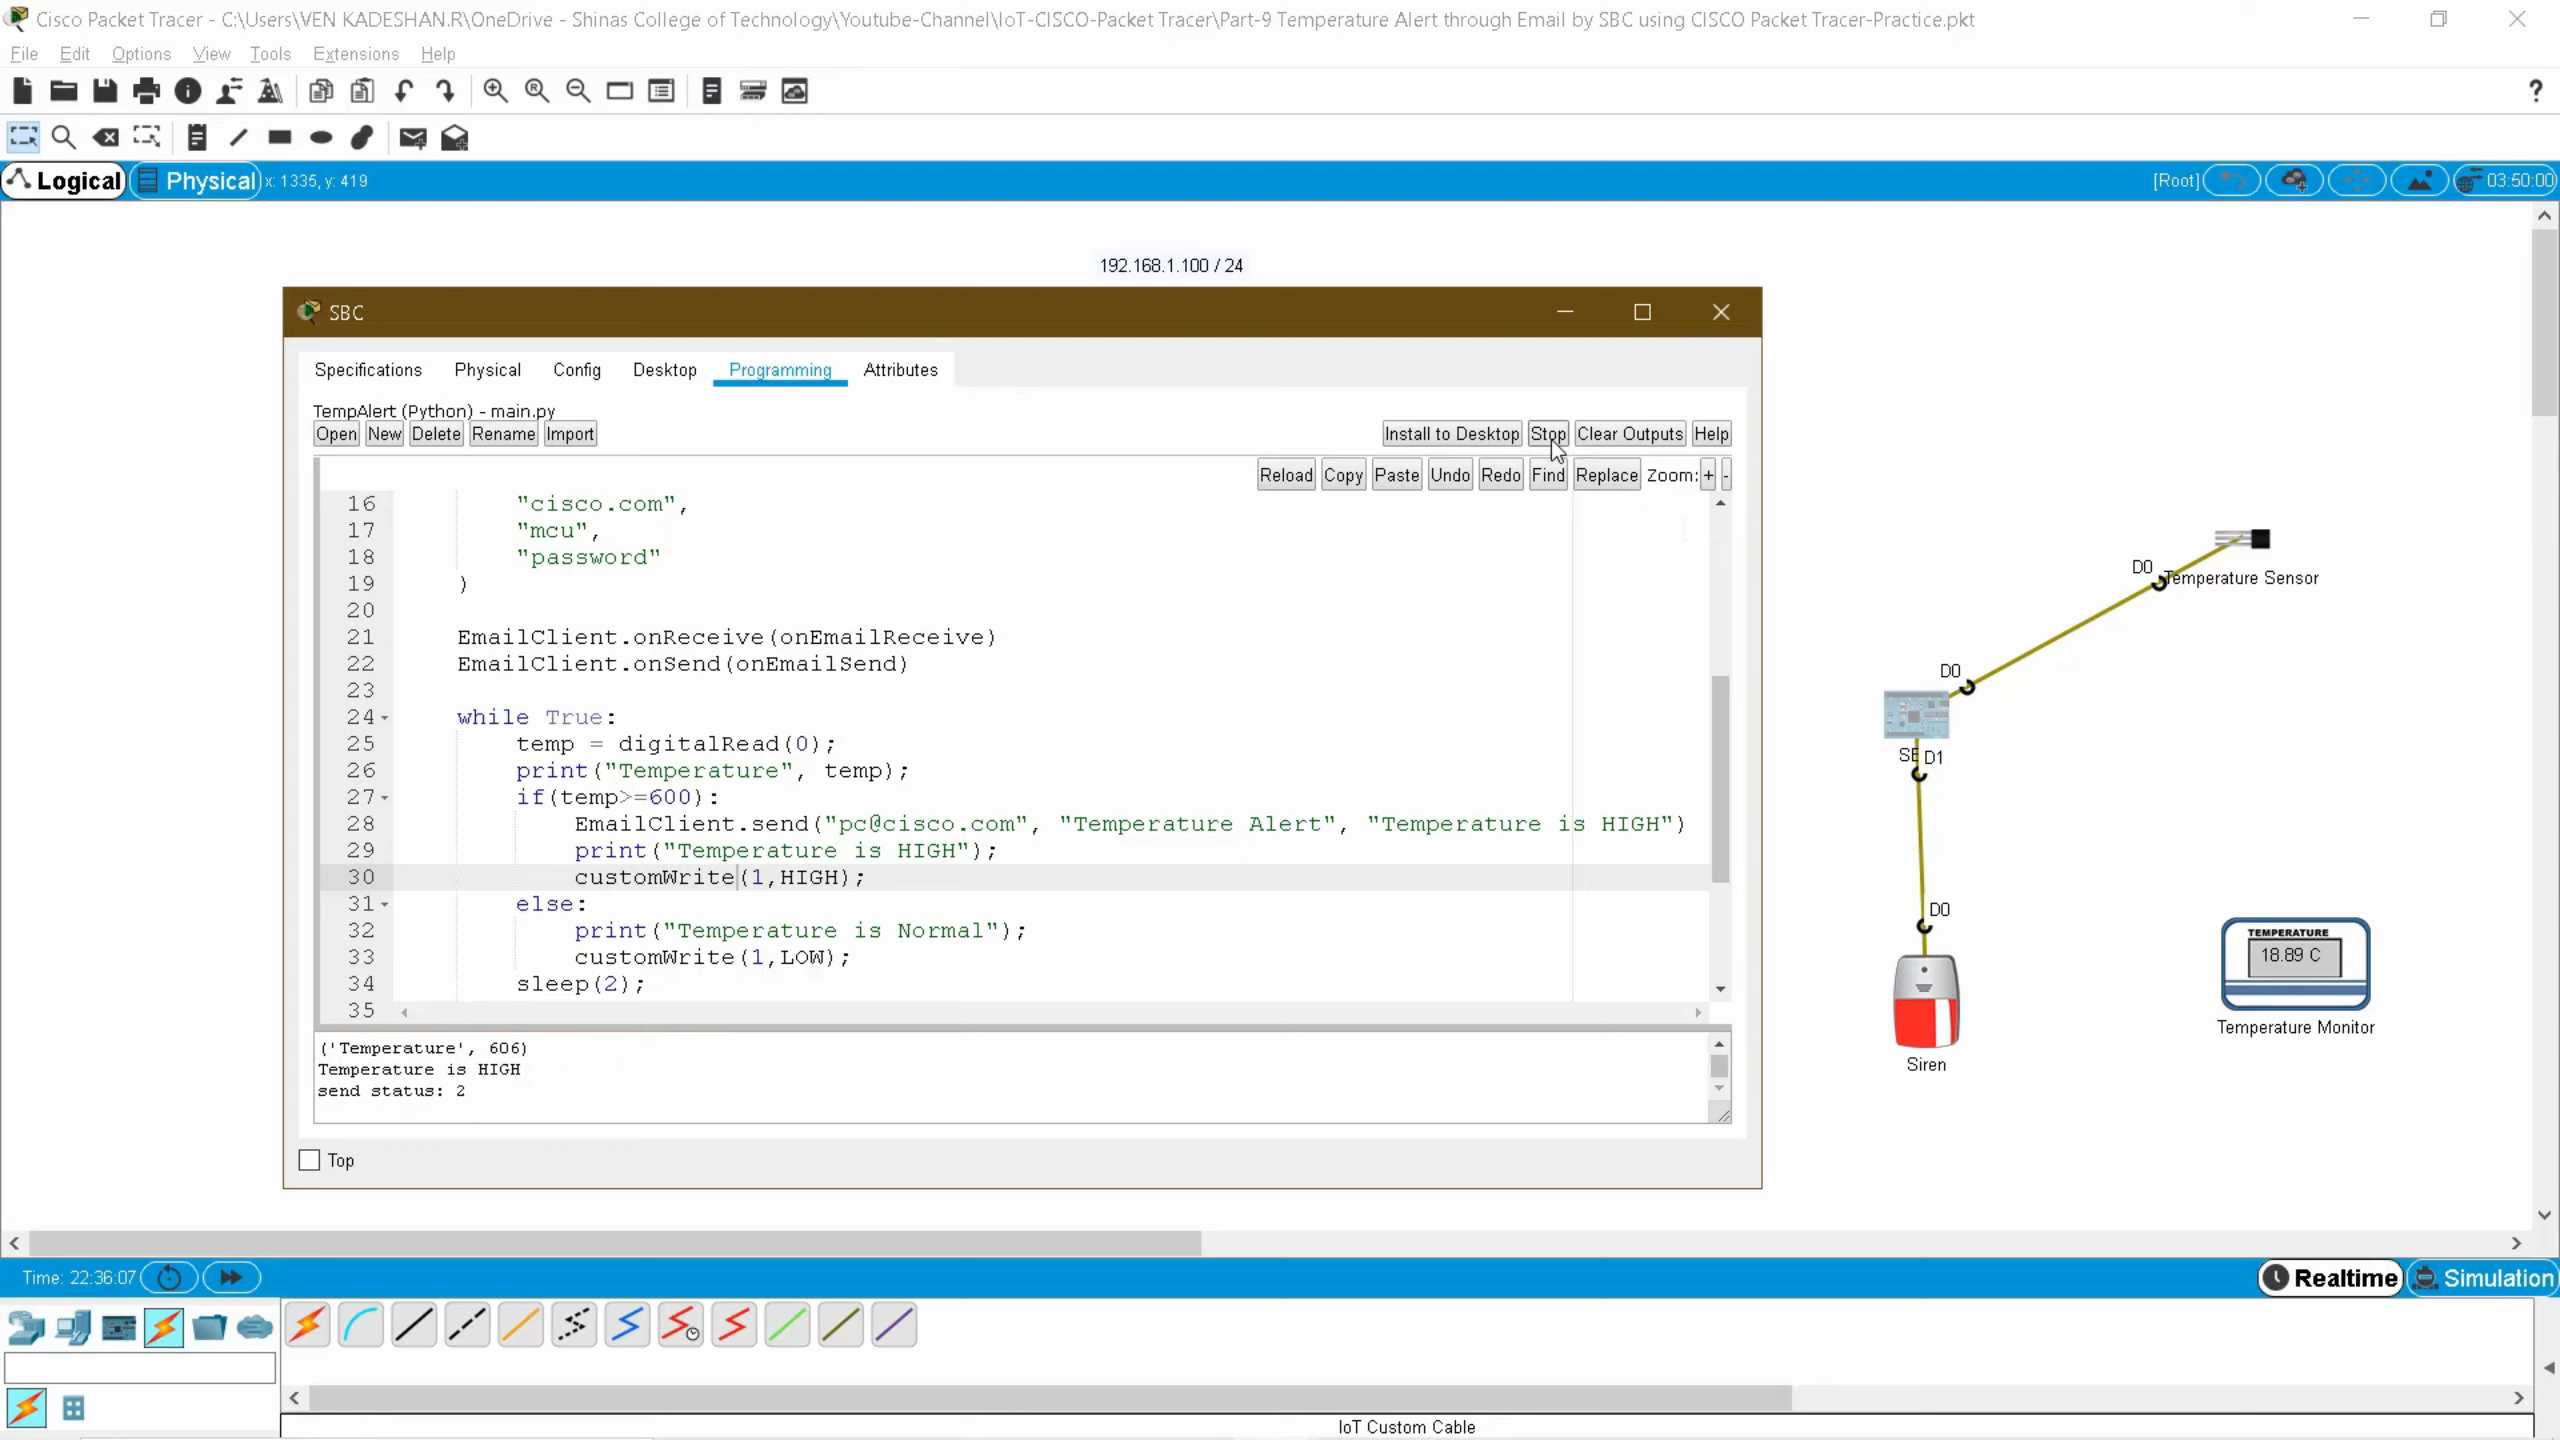 Cisco Packet Tracer - C:\Users\VEN KADESHAN.R\OneDrive - Shinas College of Technology\Youtube-Channel\IoT-CISCO-Packet Tracer\Part-9 Temperature Alert through Email by SBC using CISCO Packet Tracer-Practice.pkt
File Edit Options View Tools Extensions Help
Logical Physical x: 1335, y: 419 [Root] 03:50:00
192.168.1.100 / 24
SBC
Specifications Physical Config Desktop Programming Attributes
TempAlert (Python) - main.py
Open New Delete Rename Import Install to Desktop Stop Clear Outputs Help
Reload Copy Paste Undo Redo Find Replace Zoom: + -
16 "cisco.com",
17 "mcu",
18 "password"
19 )
20
21 EmailClient.onReceive(onEmailReceive)
22 EmailClient.onSend(onEmailSend)
23
24 while True:
25 temp = digitalRead(0);
26 print("Temperature", temp);
27 if(temp>=600):
28 EmailClient.send("pc@cisco.com", "Temperature Alert", "Temperature is HIGH")
29 print("Temperature is HIGH");
30 customWrite(1,HIGH);
31 else:
32 print("Temperature is Normal");
33 customWrite(1,LOW);
34 sleep(2);
35
('Temperature', 606)
Temperature is HIGH
send status: 2
Top
D0
Temperature Sensor
D0
D1
D0
Siren
TEMPERATURE
18.89 C
Temperature Monitor
Time: 22:36:07 Realtime Simulation
IoT Custom Cable